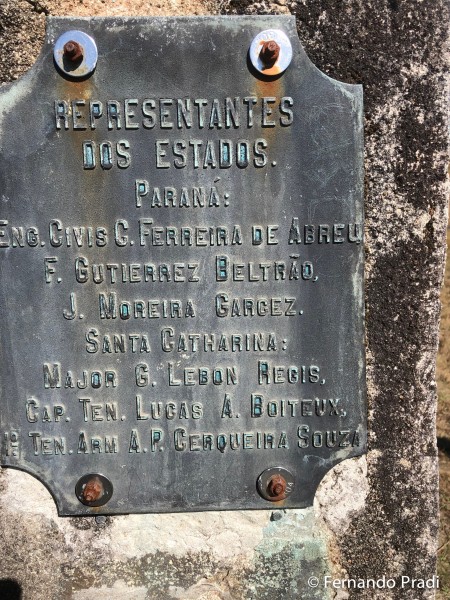 REPRESENTANTES
DOS ESTADOS.
PARANÁ:
ENG. CIVIS C. FERREIRA DE ABREU,
F. GUTIERREZ BELTRÃO,
J. MOREIRA GARCEZ.
SANTA CATHARINA:
MAJOR G. LEBON REGIS,
CAP. TEN. LUCAS A. BOITEUX,
1º TEN. ARM A. P. CERQUEIRA SOUZA
© Fernando Pradi